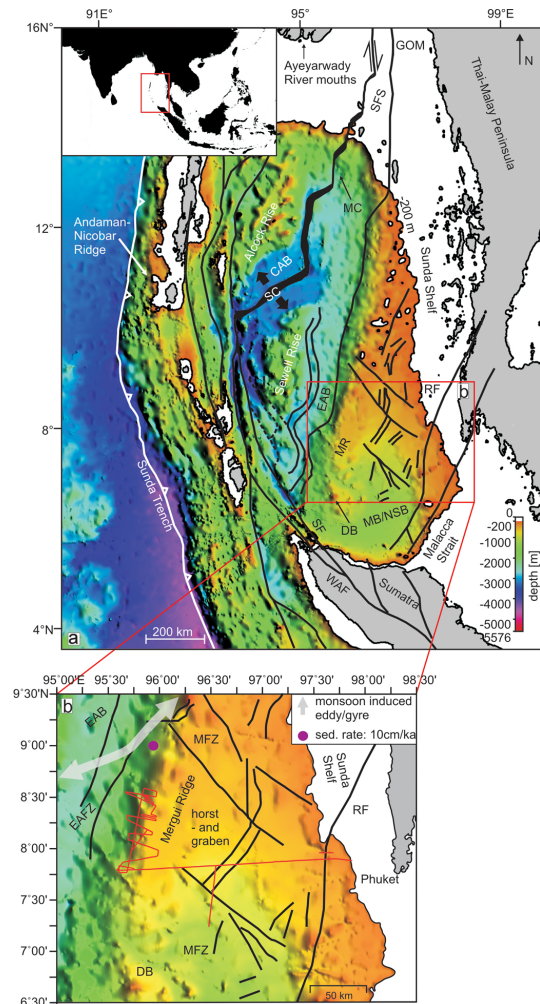 91°E
95°
99°E
16°N
12°
8°
4°N
Ayeyarwady
River mouths
GOM
N
SFS
Thai-Malay Peninsula
MC
-200 m
Sunda Shelf
Andaman-
Nicobar
Ridge
Alcock Rise
CAB
SC
Sewell Rise
EAB
RF
b
MR
Sunda Trench
DB
MB/NSB
SF
Malacca
Strait
WAF
Sumatra
0
-200
-1000
-2000
-3000
-4000
-5000
-5576
depth [m]
a
200 km
95°00'E
95°30'
96°00'
96°30'
97°00'
97°30'
98°00'
98°30'
9°30'N
9°00'
8°30'
8°00'
7°30'
7°00'
6°30'
b
monsoon induced
eddy/gyre
sed. rate: 10cm/ka
EAB
MFZ
Sunda
Shelf
EAFZ
Mergui Ridge
horst
- and
graben
RF
Phuket
MFZ
DB
50 km